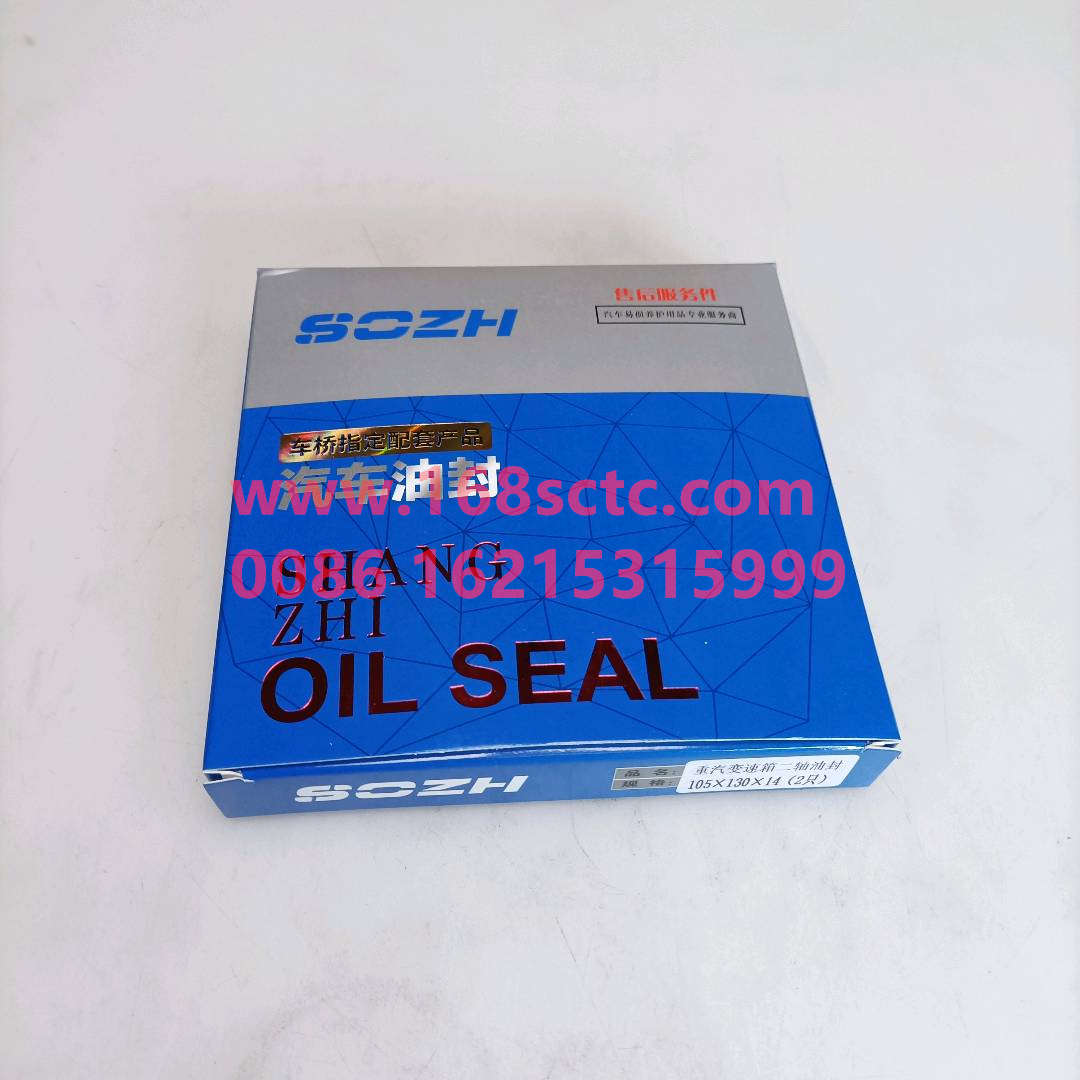 SOZH
售后服务件
汽车易损养护用品专业服务商
车桥指定配套产品
汽车油封
www.108sctc.com
0086 16215315999
SHANG
ZHI
OIL SEAL
SOZH
品 名: 重汽变速箱二轴油封
规 格: 105×130×14 (2只)